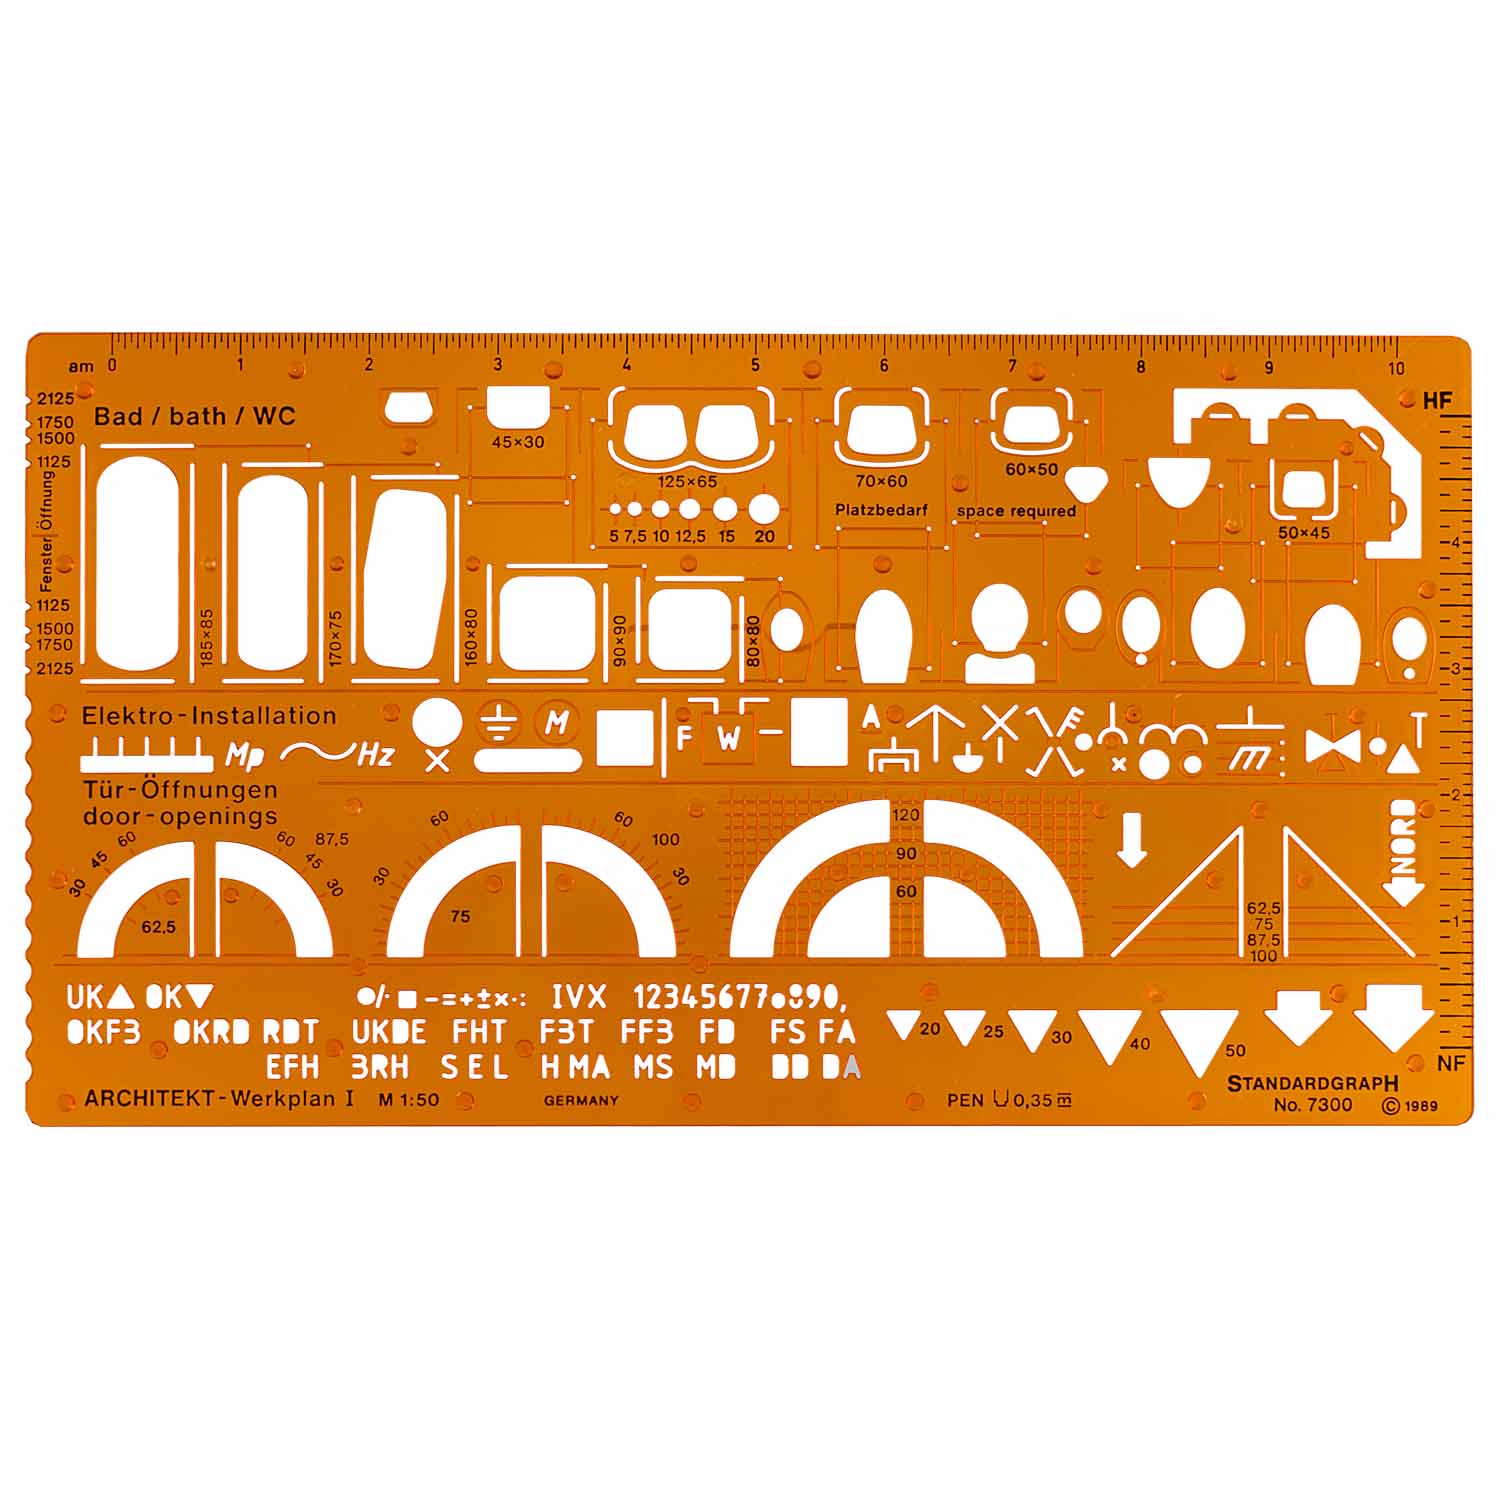 am 0 1 2 3 4 5 6 7 8 9 10
HF
2125
1750
1500
1125
Fenster Öffnung
1125
1500
1750
2125
Bad / bath / WC
45×30
125×65
70×60
60×50
5 7,5 10 12,5 15 20
Platzbedarf
space required
50×45
185×85
170×75
160×80
90×90
80×80
4
3
2
1
NF
Elektro-Installation
Mp
Hz
M
F W
A
T
Tür-Öffnungen
door-openings
30 45 60
60 45 30
87,5
62,5
30 60
60 100 30
75
120
90
60
62,5
75
87,5
100
NORD
UK OK
IVX 12345677890,
OKFB OKRD RDT UKDE FHT FBT FFB FD FS FA
EFH BRH SEL HMA MS MD DD DA
20 25 30 40 50
ARCHITEKT-Werkplan I M 1:50 GERMANY PEN 0,35
STANDARDGRAPH
No. 7300 © 1989